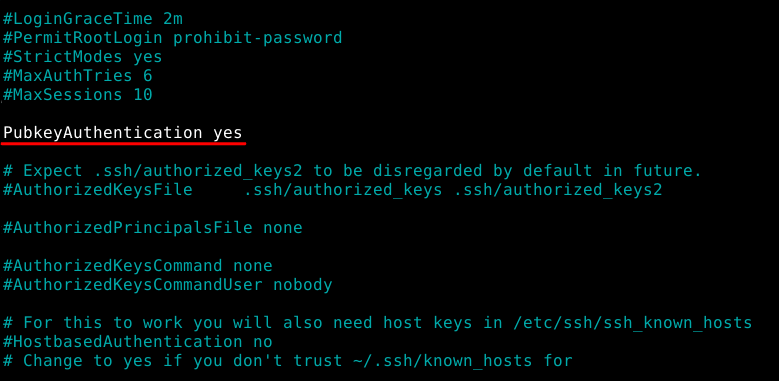 #LoginGraceTime 2m
#PermitRootLogin prohibit-password
#StrictModes yes
#MaxAuthTries 6
#MaxSessions 10
PubkeyAuthentication yes
# Expect .ssh/authorized_keys2 to be disregarded by default in future.
#AuthorizedKeysFile     .ssh/authorized_keys .ssh/authorized_keys2
#AuthorizedPrincipalsFile none
#AuthorizedKeysCommand none
#AuthorizedKeysCommandUser nobody
# For this to work you will also need host keys in /etc/ssh/ssh_known_hosts
#HostbasedAuthentication no
# Change to yes if you don't trust ~/.ssh/known_hosts for